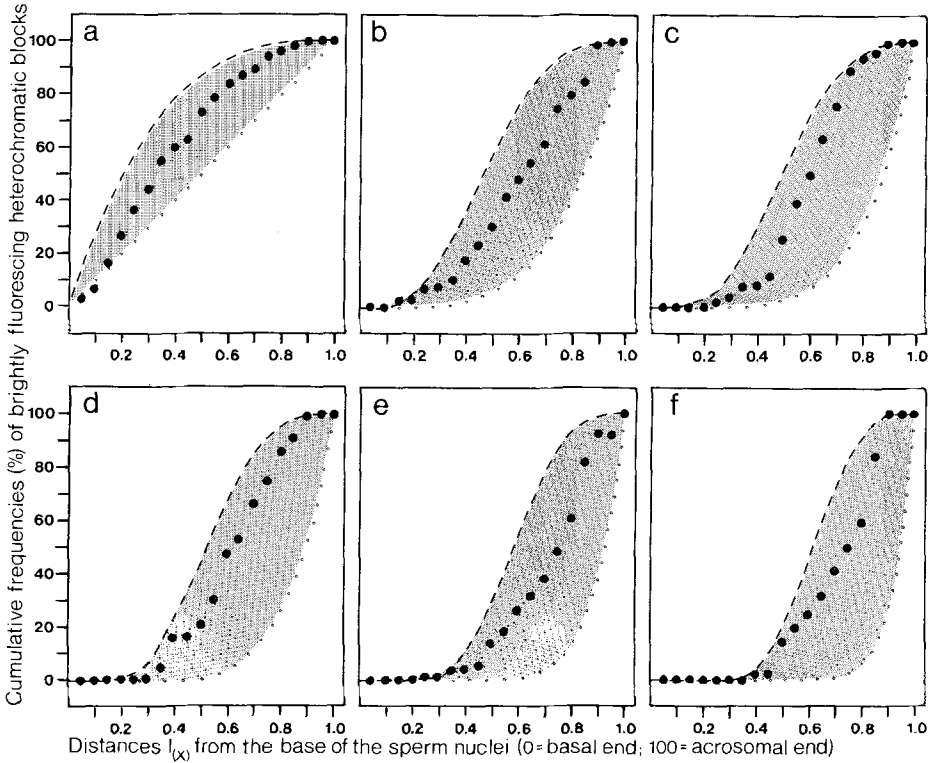 Cumulative frequencies (%) of brightly fluorescing heterochromatic blocks
a
b
c
100
80
60
40
20
0
0.2 0.4 0.6 0.8 1.0
0.2 0.4 0.6 0.8 1.0
0.2 0.4 0.6 0.8 1.0
d
e
f
100
80
60
40
20
0
0.2 0.4 0.6 0.8 1.0
0.2 0.4 0.6 0.8 1.0
0.2 0.4 0.6 0.8 1.0
Distances l(x) from the base of the sperm nuclei (0=basal end; 100=acrosomal end)